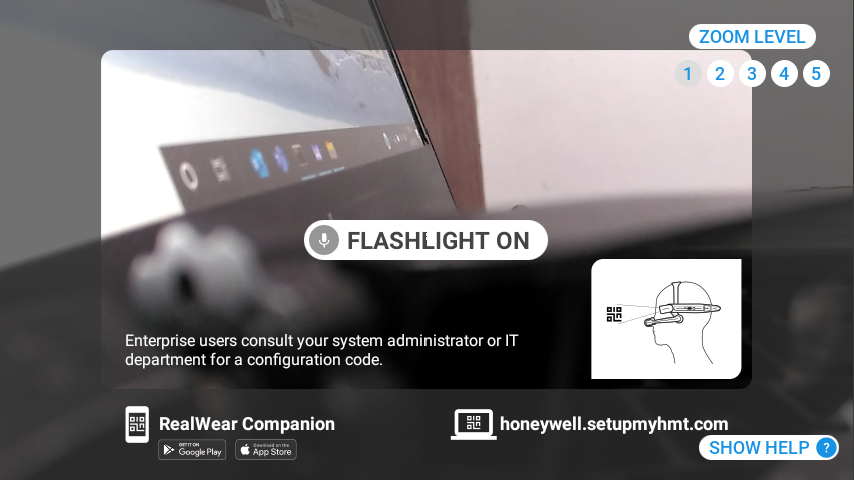 ZOOM LEVEL
1 2 3 4 5
FLASHLIGHT ON
Enterprise users consult your system administrator or IT
department for a configuration code.
RealWear Companion
GET IT ON
Google Play
Download on the
App Store
honeywell.setupmyhmt.com
SHOW HELP ?